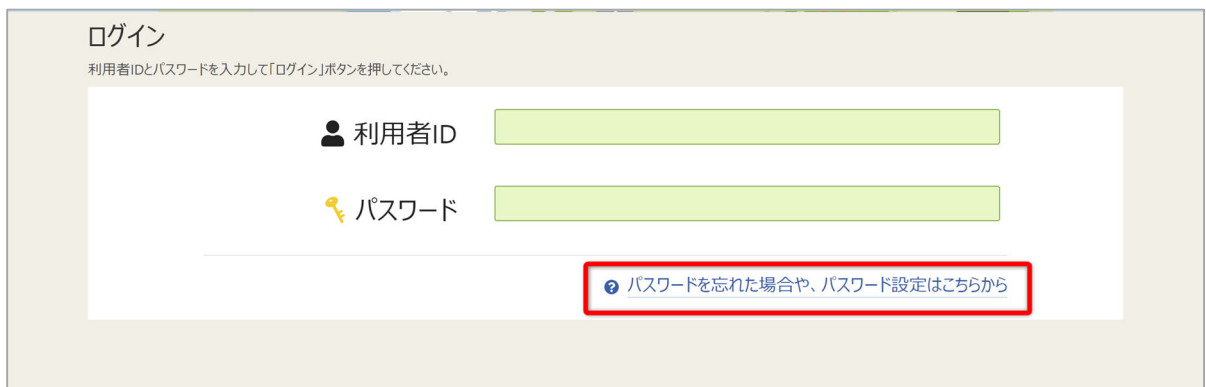 ログイン
利用者IDとパスワードを入力して「ログイン」ボタンを押してください。
利用者ID
パスワード
パスワードを忘れた場合や、パスワード設定はこちらから